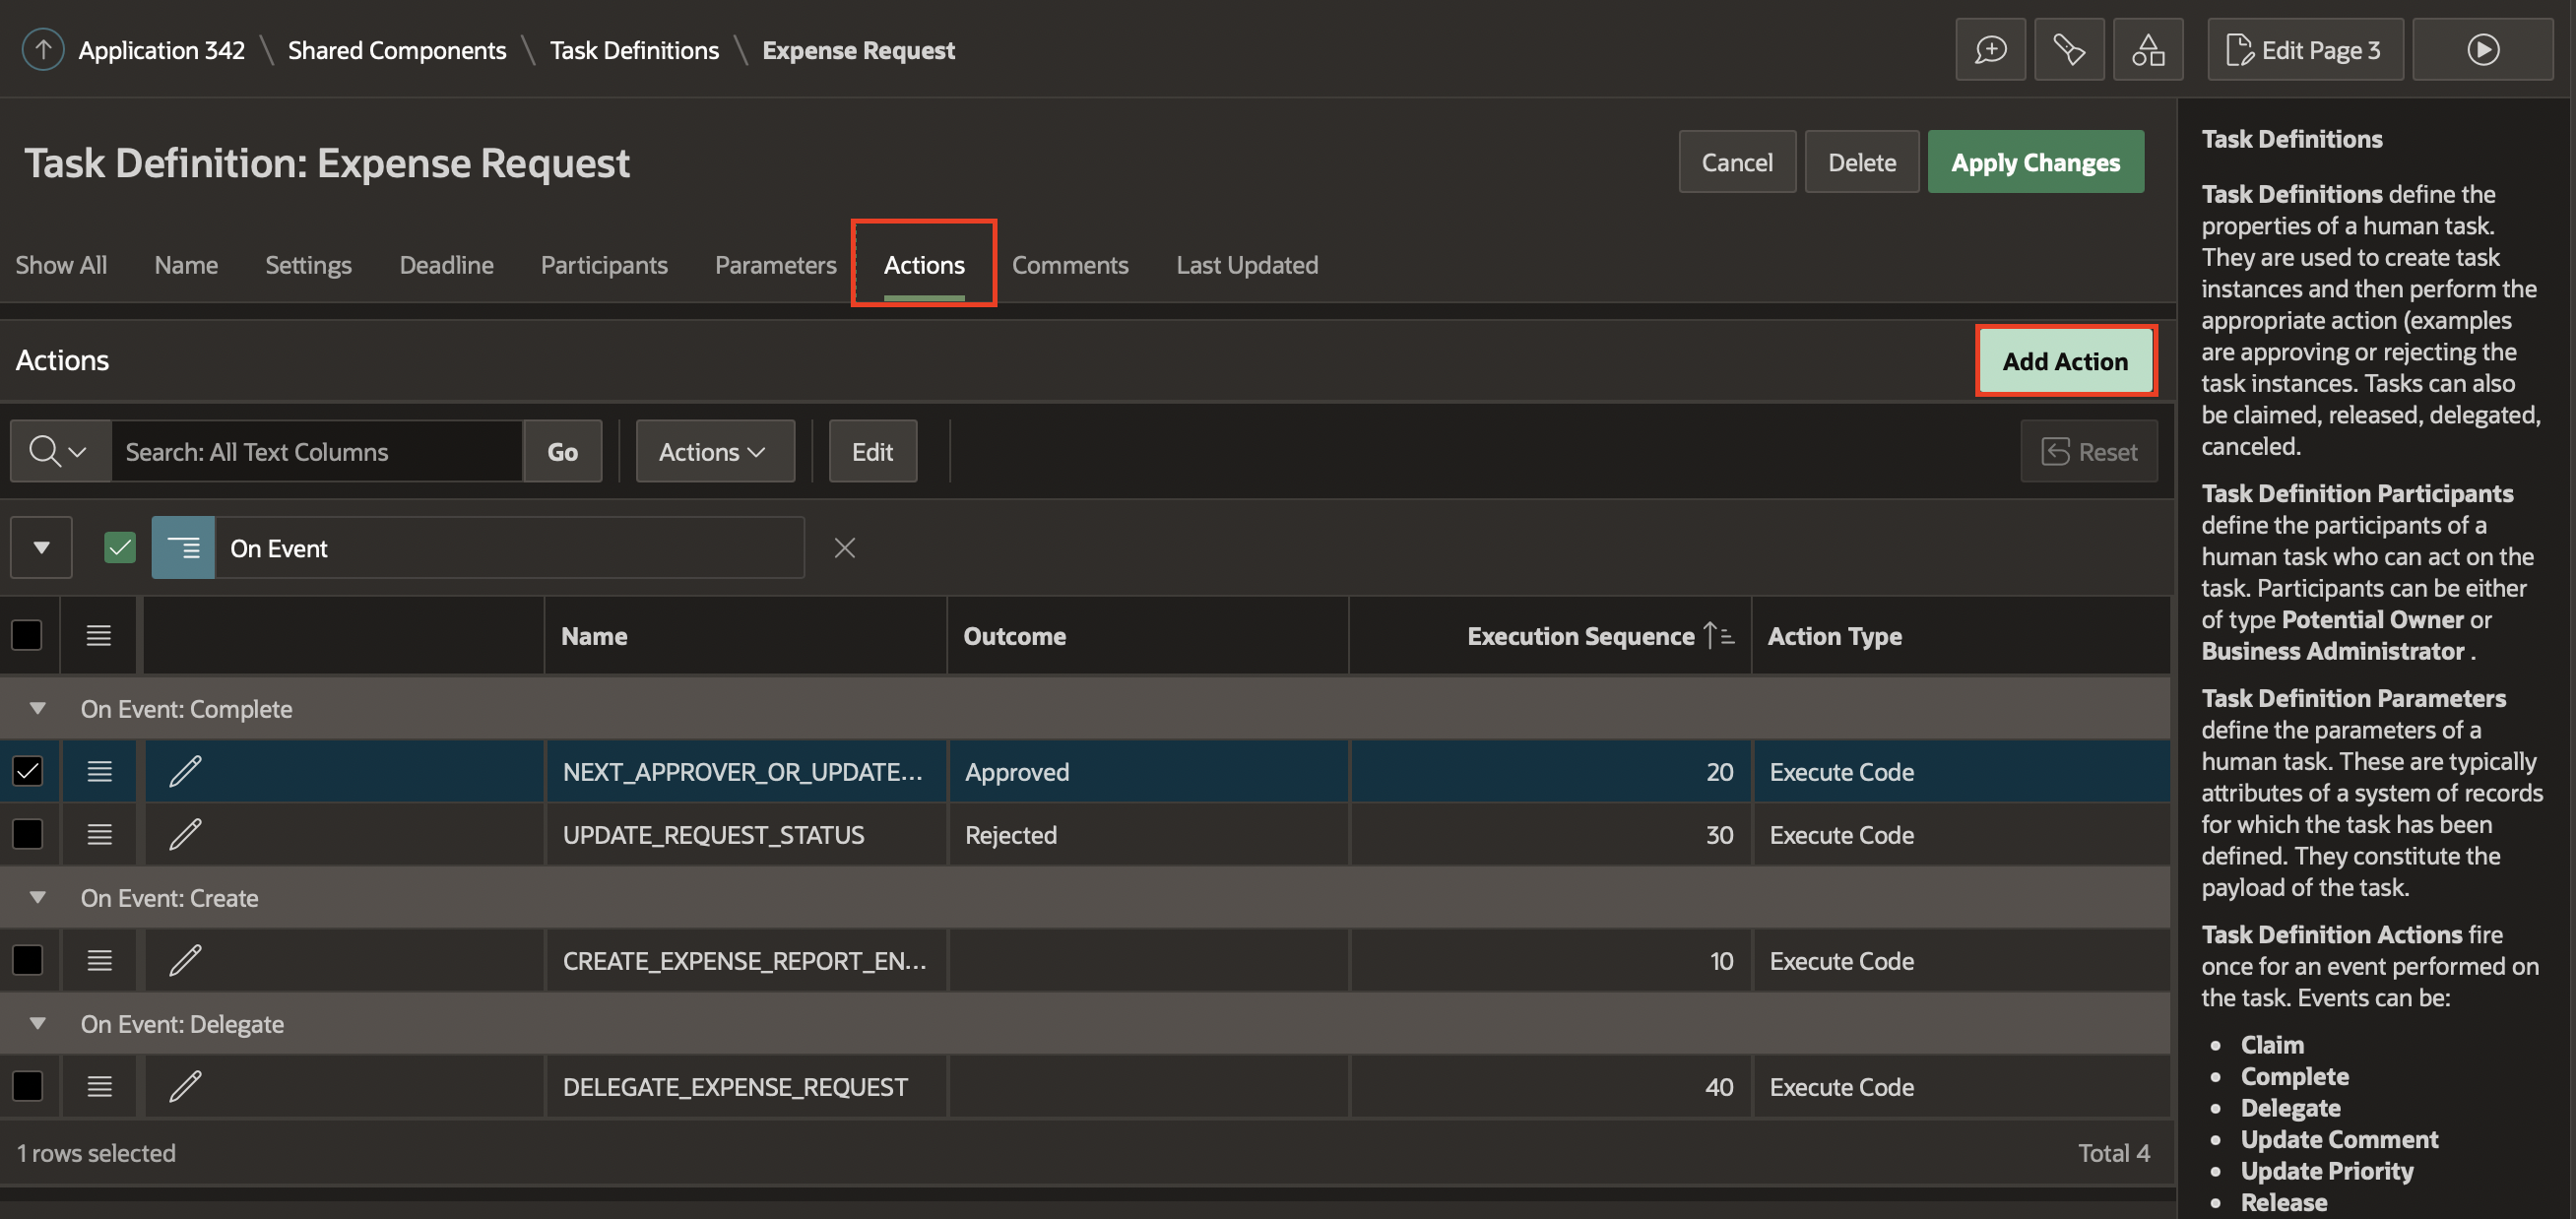 Application 342 \ Shared Components \ Task Definitions \ Expense Request
Edit Page 3
Task Definition: Expense Request
Cancel
Delete
Apply Changes
Show All
Name
Settings
Deadline
Participants
Parameters
Actions
Comments
Last Updated
Actions
Add Action
Search: All Text Columns
Go
Actions
Edit
Reset
On Event
Name
Outcome
Execution Sequence
Action Type
On Event: Complete
NEXT_APPROVER_OR_UPDATE... Approved 20 Execute Code
UPDATE_REQUEST_STATUS Rejected 30 Execute Code
On Event: Create
CREATE_EXPENSE_REPORT_EN... 10 Execute Code
On Event: Delegate
DELEGATE_EXPENSE_REQUEST 40 Execute Code
1 rows selected
Total 4
Task Definitions
Task Definitions define the
properties of a human task.
They are used to create task
instances and then perform the
appropriate action (examples
are approving or rejecting the
task instances. Tasks can also
be claimed, released, delegated,
canceled.
Task Definition Participants
define the participants of a
human task who can act on the
task. Participants can be either
of type Potential Owner or
Business Administrator .
Task Definition Parameters
define the parameters of a
human task. These are typically
attributes of a system of records
for which the task has been
defined. They constitute the
payload of the task.
Task Definition Actions fire
once for an event performed on
the task. Events can be:
• Claim
• Complete
• Delegate
• Update Comment
• Update Priority
• Release